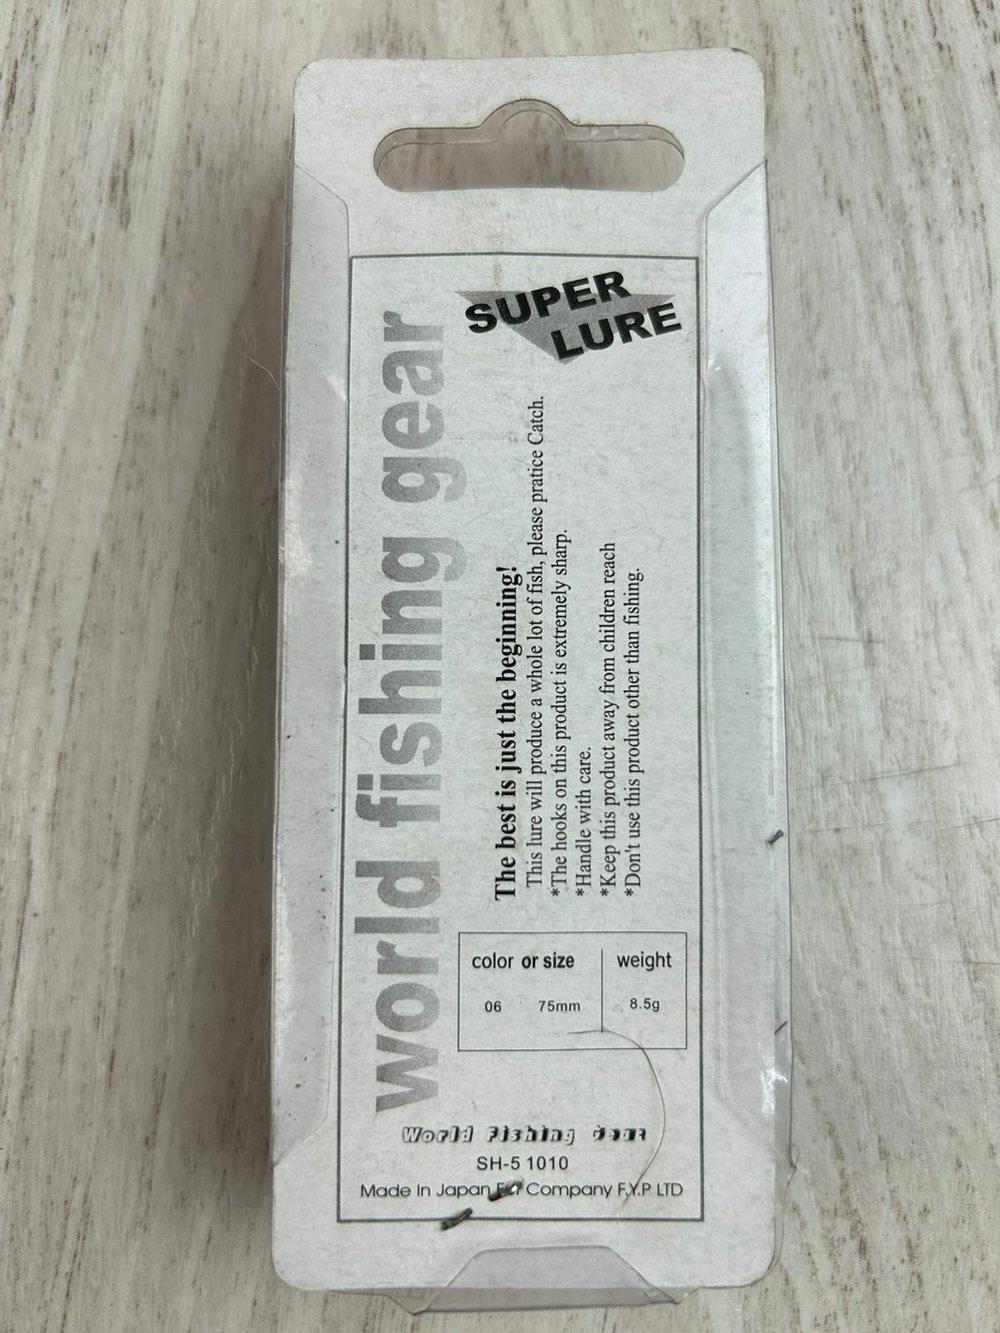 SUPER
LURE
world fishing gear
The best is just the beginning!
This lure will produce a whole lot of fish, please pratice Catch.
*The hooks on this product is extremely sharp.
*Handle with care.
*Keep this product away from children reach
*Don't use this product other than fishing.
color or size weight
06 75mm 8.5g
World Fishing Gear
SH-5 1010
Made In Japan Company F.Y.P LTD